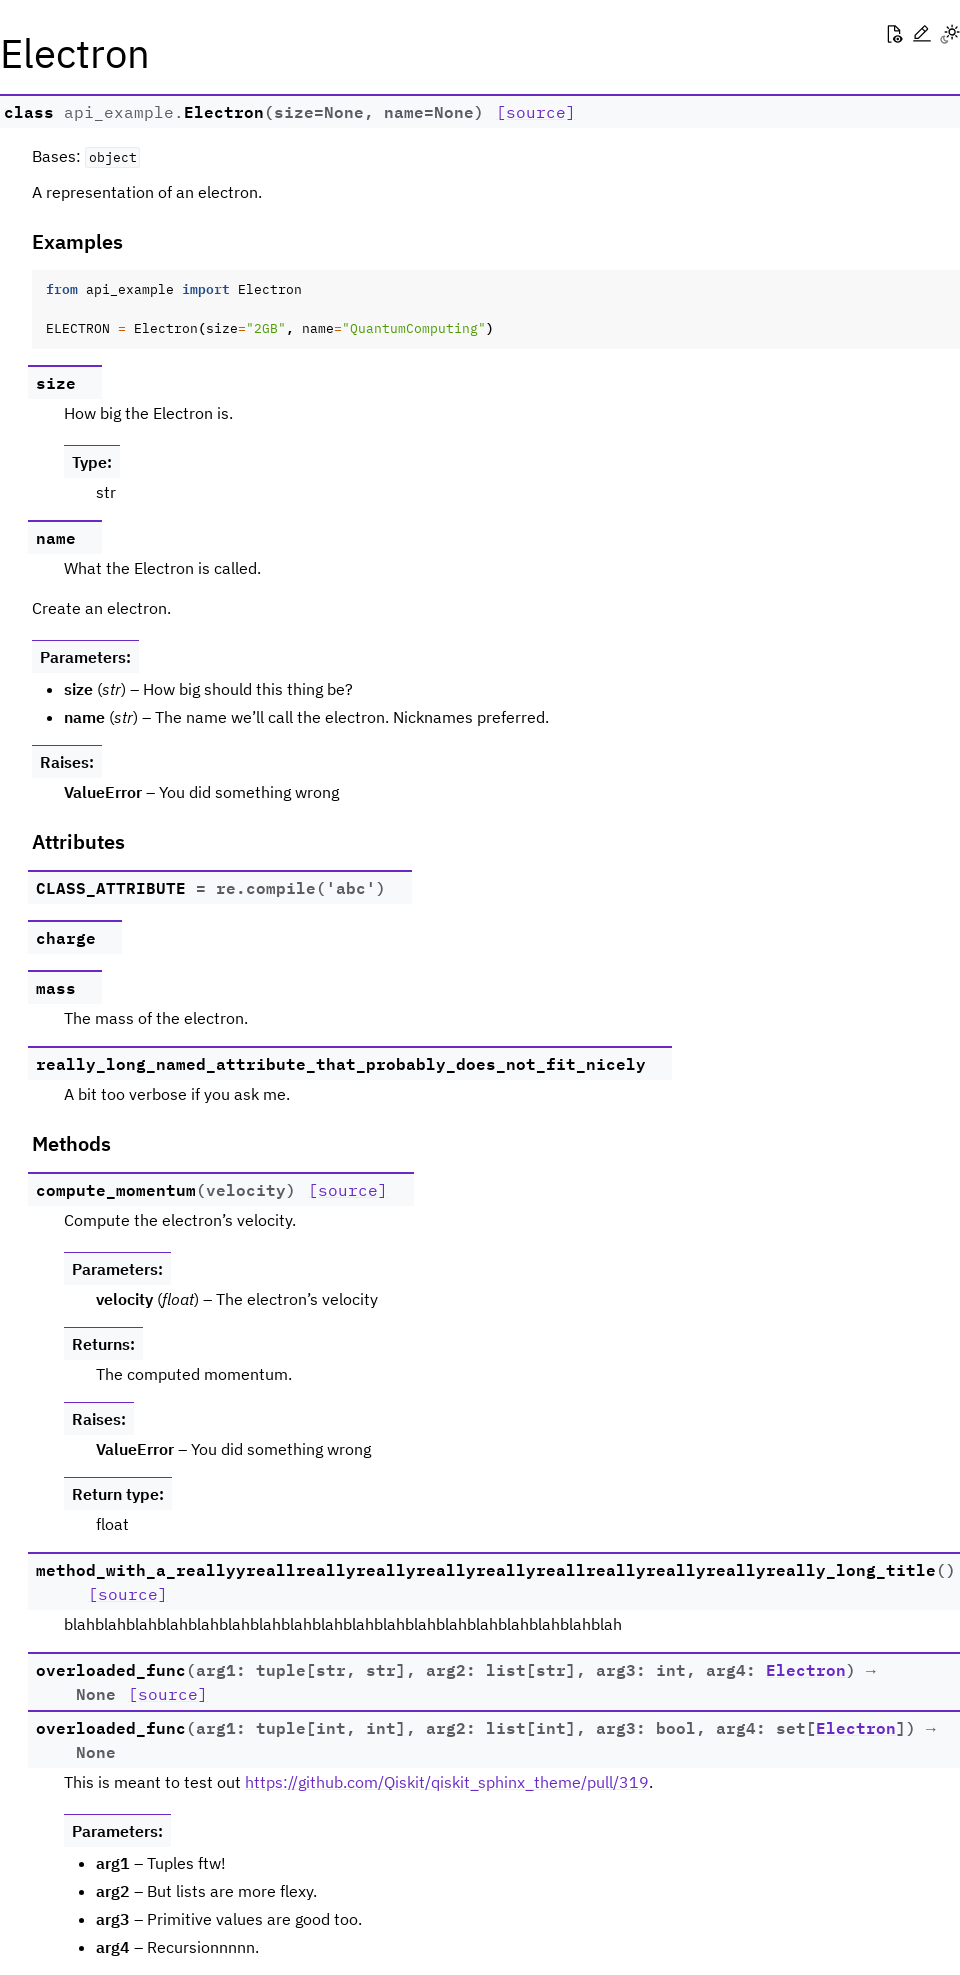 Electron
class api_example.Electron(size=None, name=None) [source]
Bases: object
A representation of an electron.
Examples
from api_example import Electron
ELECTRON = Electron(size="2GB", name="QuantumComputing")
size
How big the Electron is.
Type:
str
name
What the Electron is called.
Create an electron.
Parameters:
• size (str) – How big should this thing be?
• name (str) – The name we’ll call the electron. Nicknames preferred.
Raises:
ValueError – You did something wrong
Attributes
CLASS_ATTRIBUTE = re.compile('abc')
charge
mass
The mass of the electron.
really_long_named_attribute_that_probably_does_not_fit_nicely
A bit too verbose if you ask me.
Methods
compute_momentum(velocity) [source]
Compute the electron’s velocity.
Parameters:
velocity (float) – The electron’s velocity
Returns:
The computed momentum.
Raises:
ValueError – You did something wrong
Return type:
float
method_with_a_reallyyreallreallyreallyreallyreallyreallreallyreallyreallyreally_long_title()
[source]
blahblahblahblahblahblahblahblahblahblahblahblahblahblahblahblahblahblah
overloaded_func(arg1: tuple[str, str], arg2: list[str], arg3: int, arg4: Electron) →
None [source]
overloaded_func(arg1: tuple[int, int], arg2: list[int], arg3: bool, arg4: set[Electron]) →
None
This is meant to test out https://github.com/Qiskit/qiskit_sphinx_theme/pull/319.
Parameters:
• arg1 – Tuples ftw!
• arg2 – But lists are more flexy.
• arg3 – Primitive values are good too.
• arg4 – Recursionnnnn.